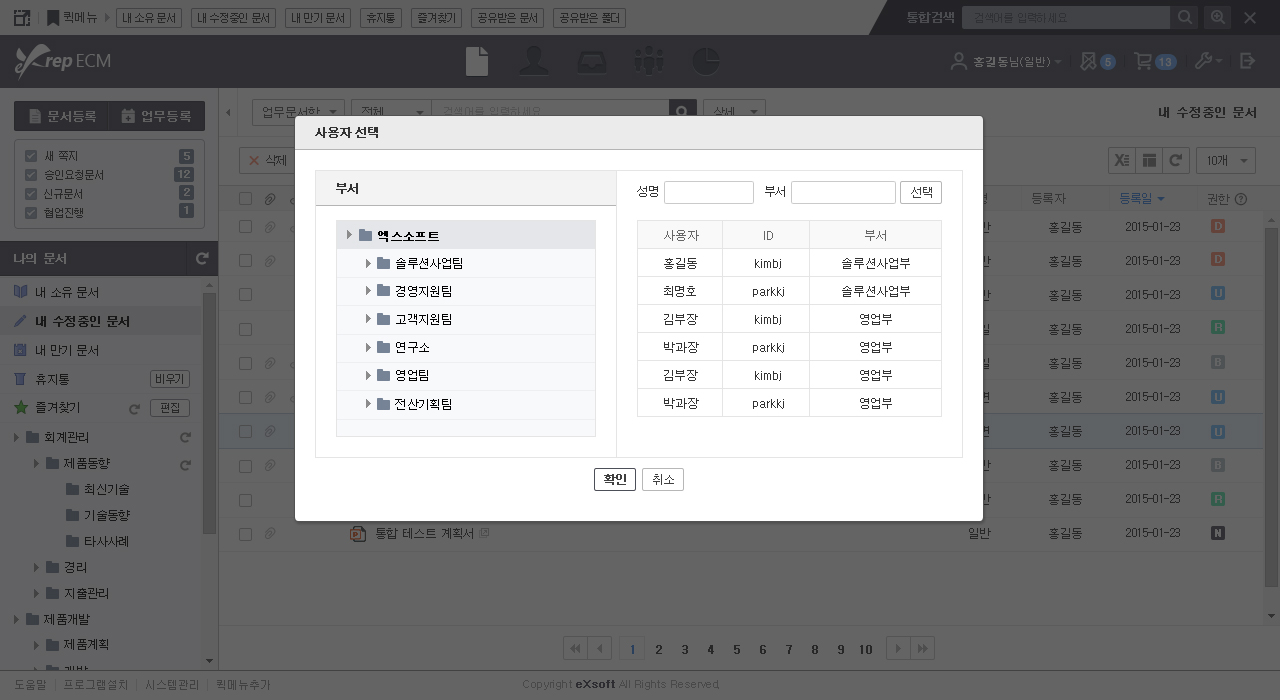 퀵메뉴 내 소유 문서 내 수정중인 문서 내 만기 문서 휴지통 즐겨찾기 공유받은 문서 공유받은 폴더 통합검색 검색어를 입력하세요
eXrep ECM 홍길동님(일반) 5 13
문서등록 업무등록
새 쪽지 5
승인요청문서 12
신규문서 2
협업진행 1
나의 문서
내 소유 문서
내 수정중인 문서
내 만기 문서
휴지통 비우기
즐겨찾기 편집
회계관리
제품동향
최신기술
기술동향
타사사례
경리
지출관리
제품개발
제품계획
업무문서함 전체 검색어를 입력하세요 상세 내 수정중인 문서
삭제 10개
등록자 등록일 권한
홍길동 2015-01-23 D
홍길동 2015-01-23 D
홍길동 2015-01-23 U
홍길동 2015-01-23 R
홍길동 2015-01-23 B
홍길동 2015-01-23 U
홍길동 2015-01-23 U
홍길동 2015-01-23 B
홍길동 2015-01-23 R
통합 테스트 계획서 일반 홍길동 2015-01-23 N
사용자 선택
부서
엑스소프트
솔루션사업팀
경영지원팀
고객지원팀
연구소
영업팀
전산기획팀
성명 부서 선택
사용자 ID 부서
홍길동 kimbj 솔루션사업부
최명호 parkkj 솔루션사업부
김부장 kimbj 영업부
박과장 parkkj 영업부
김부장 kimbj 영업부
박과장 parkkj 영업부
확인 취소
1 2 3 4 5 6 7 8 9 10
도움말 프로그램설치 시스템관리 퀵메뉴추가 Copyright eXsoft All Rights Reserved.